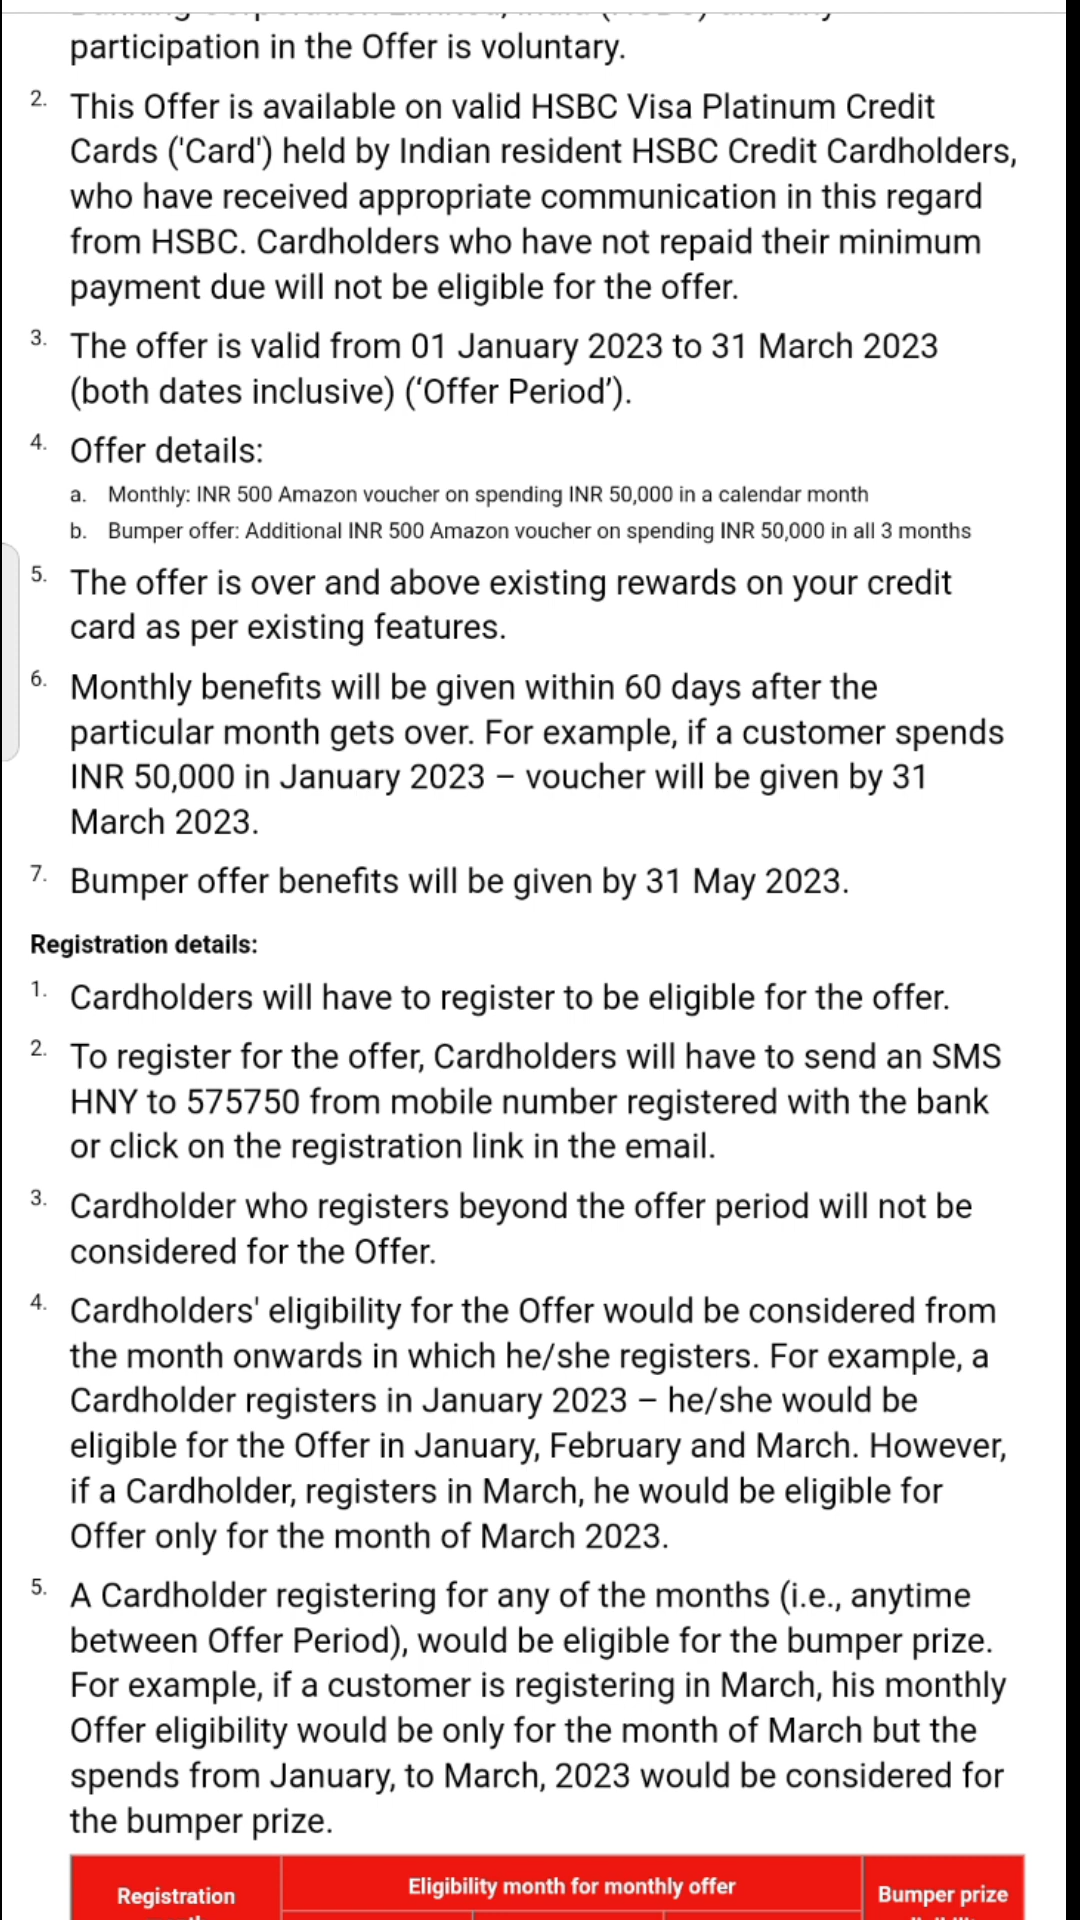 participation in the Offer is voluntary.
2. This Offer is available on valid HSBC Visa Platinum Credit
Cards ('Card') held by Indian resident HSBC Credit Cardholders,
who have received appropriate communication in this regard
from HSBC. Cardholders who have not repaid their minimum
payment due will not be eligible for the offer.
3. The offer is valid from 01 January 2023 to 31 March 2023
(both dates inclusive) (‘Offer Period’).
4. Offer details:
a. Monthly: INR 500 Amazon voucher on spending INR 50,000 in a calendar month
b. Bumper offer: Additional INR 500 Amazon voucher on spending INR 50,000 in all 3 months
5. The offer is over and above existing rewards on your credit
card as per existing features.
6. Monthly benefits will be given within 60 days after the
particular month gets over. For example, if a customer spends
INR 50,000 in January 2023 – voucher will be given by 31
March 2023.
7. Bumper offer benefits will be given by 31 May 2023.
Registration details:
1. Cardholders will have to register to be eligible for the offer.
2. To register for the offer, Cardholders will have to send an SMS
HNY to 575750 from mobile number registered with the bank
or click on the registration link in the email.
3. Cardholder who registers beyond the offer period will not be
considered for the Offer.
4. Cardholders' eligibility for the Offer would be considered from
the month onwards in which he/she registers. For example, a
Cardholder registers in January 2023 – he/she would be
eligible for the Offer in January, February and March. However,
if a Cardholder, registers in March, he would be eligible for
Offer only for the month of March 2023.
5. A Cardholder registering for any of the months (i.e., anytime
between Offer Period), would be eligible for the bumper prize.
For example, if a customer is registering in March, his monthly
Offer eligibility would be only for the month of March but the
spends from January, to March, 2023 would be considered for
the bumper prize.
Eligibility month for monthly offer
Registration
Bumper prize